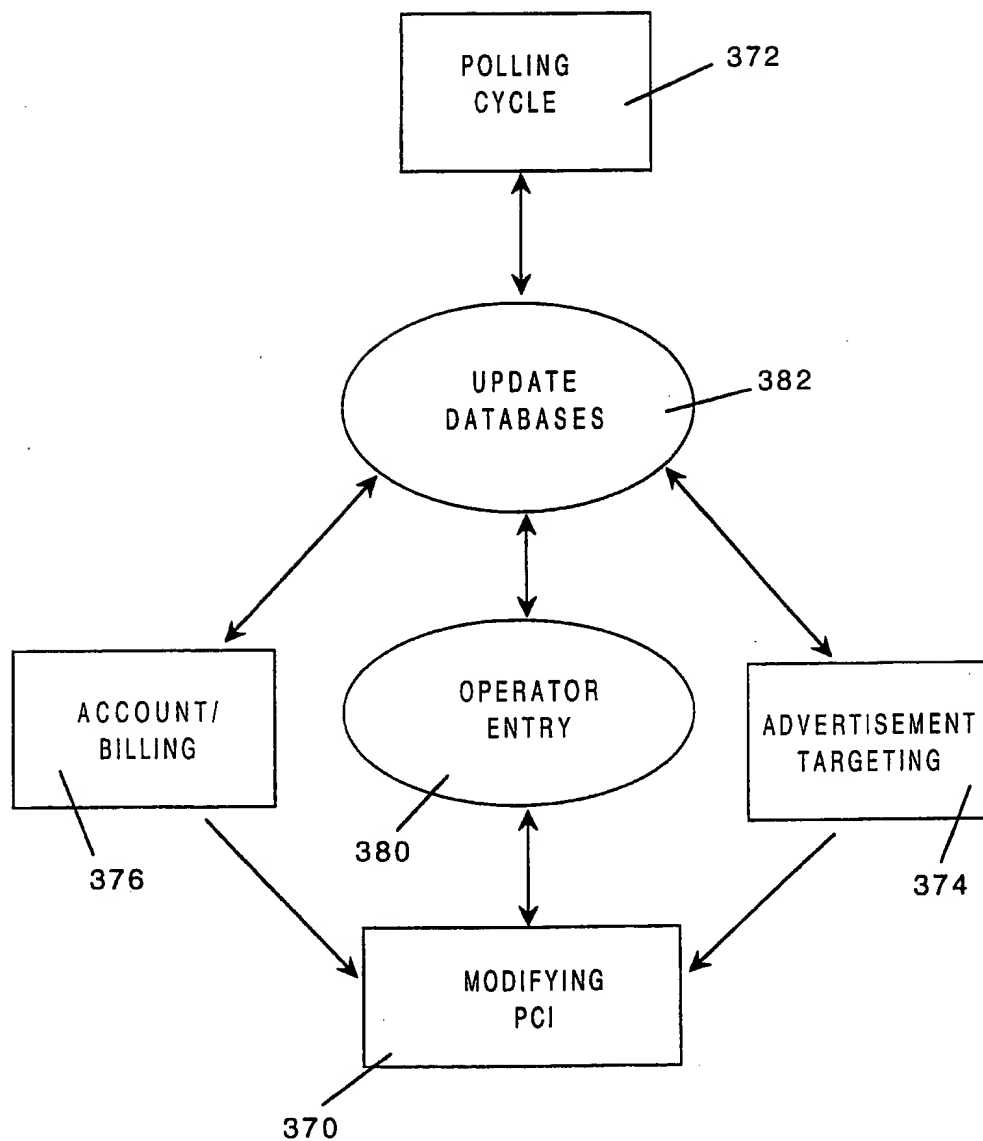 POLLING
CYCLE
372
UPDATE
DATABASES
382
ACCOUNT/
BILLING
376
OPERATOR
ENTRY
380
ADVERTISEMENT
TARGETING
374
MODIFYING
PCI
370